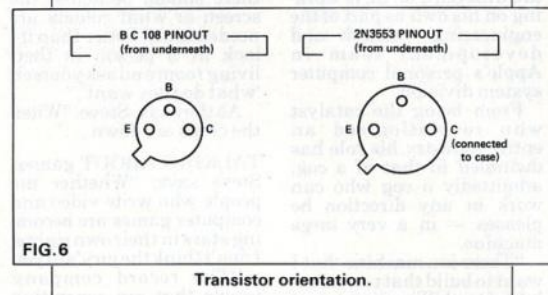 B C 108 PINOUT
(from underneath)
B
E
C
2N3553 PINOUT
(from underneath)
B
E
C
(connected
to case)
FIG.6
Transistor orientation.